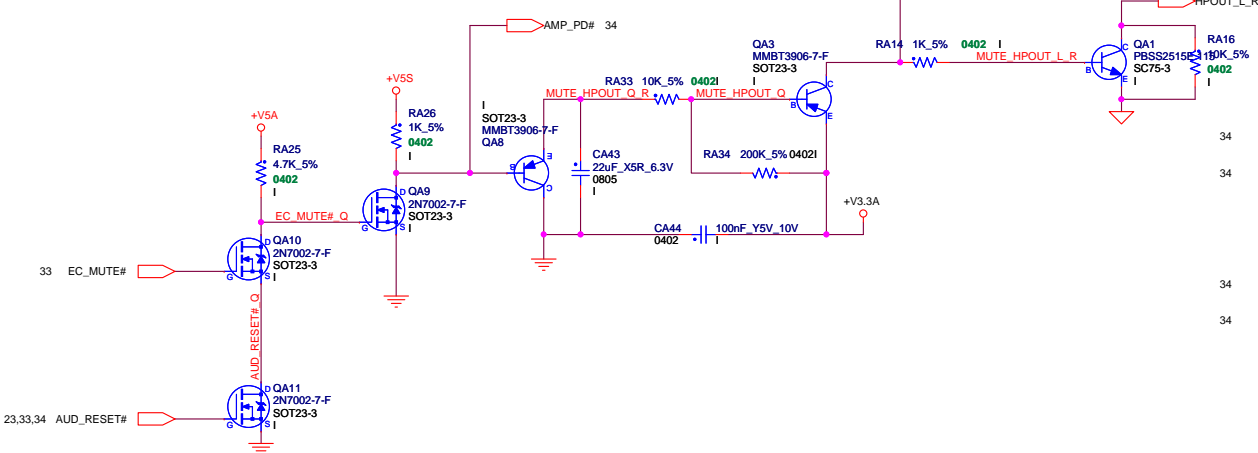 HPOUT_L_R
AMP_PD# 34
QA3
MMBT3906-7-F
SOT23-3
I
RA14 1K_5% 0402 I
MUTE_HPOUT_L_R
QA1
PBSS2515E,115
SC75-3
I
RA16
10K_5%
0402
I
C
B
E
+V5S
RA26
1K_5%
0402
I
I
SOT23-3
MMBT3906-7-F
QA8
E
B
C
RA33 10K_5% 0402I
MUTE_HPOUT_Q_R
MUTE_HPOUT_Q
C
B
E
+V5A
RA25
4.7K_5%
0402
I
CA43
22uF_X5R_6.3V
0805
I
RA34 200K_5% 0402I
34
34
EC_MUTE#_Q
QA9
2N7002-7-F
SOT23-3
I
D
G
S
+V3.3A
CA44 100nF_Y5V_10V
0402 I
QA10
2N7002-7-F
SOT23-3
I
D
G
S
33 EC_MUTE#
34
34
AUD_RESET#_Q
QA11
2N7002-7-F
SOT23-3
I
D
G
S
23,33,34 AUD_RESET#